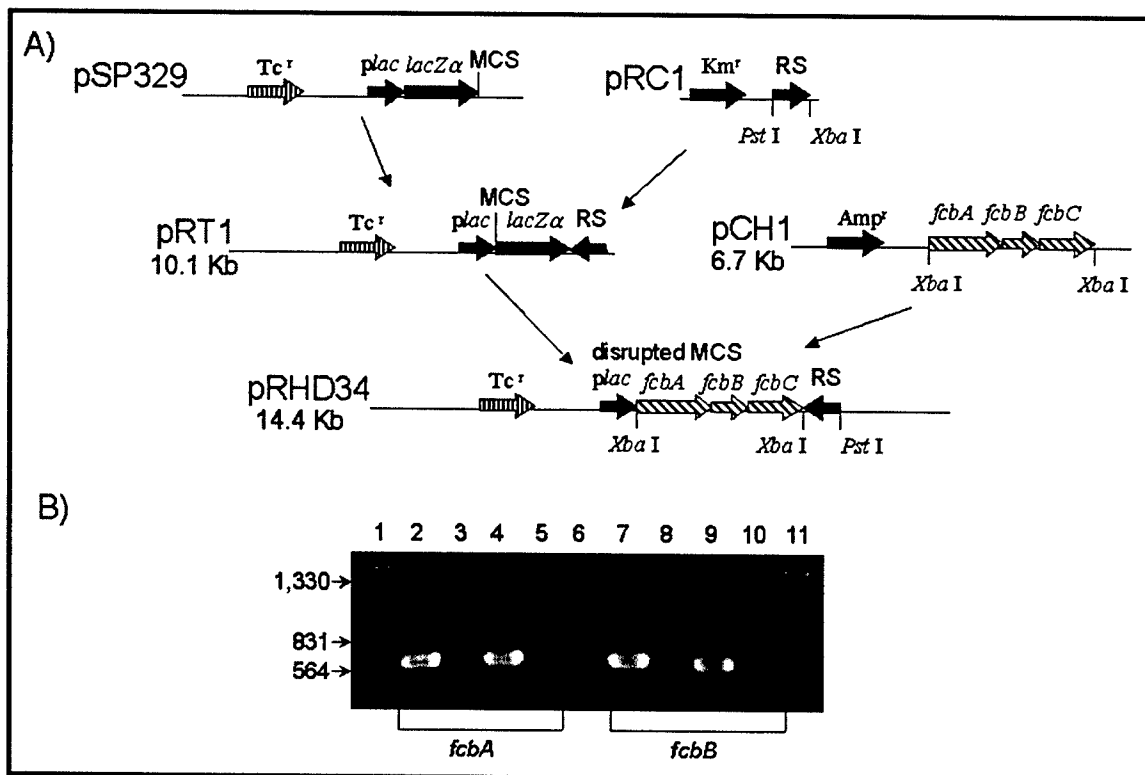 A)
pSP329
Tcʳ
plac lacZα MCS
pRC1
Kmʳ
RS
Pst I
Xba I
pRT1
10.1 Kb
Tcʳ
MCS
plac lacZα RS
pCH1
6.7 Kb
Ampʳ
fcbA fcbB fcbC
Xba I
Xba I
pRHD34
14.4 Kb
Tcʳ
disrupted MCS
plac fcbA fcbB fcbC RS
Xba I
Xba I
Pst I
B)
1 2 3 4 5 6 7 8 9 10 11
1,330
831
564
fcbA
fcbB